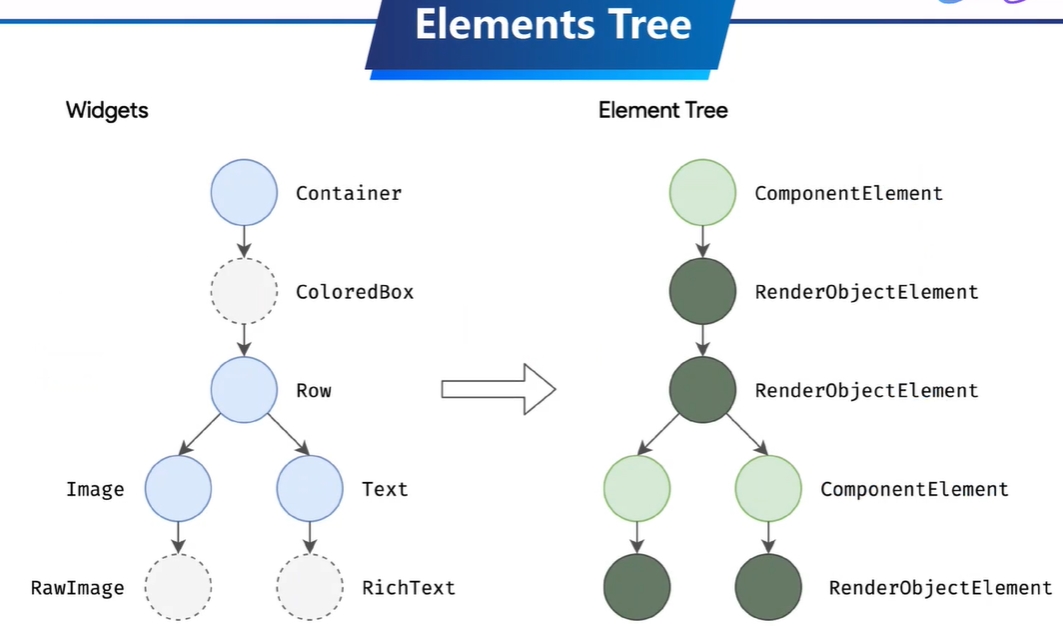 Elements Tree
Widgets
Element Tree
Container
ComponentElement
ColoredBox
RenderObjectElement
Row
RenderObjectElement
Image
Text
ComponentElement
RawImage
RichText
RenderObjectElement